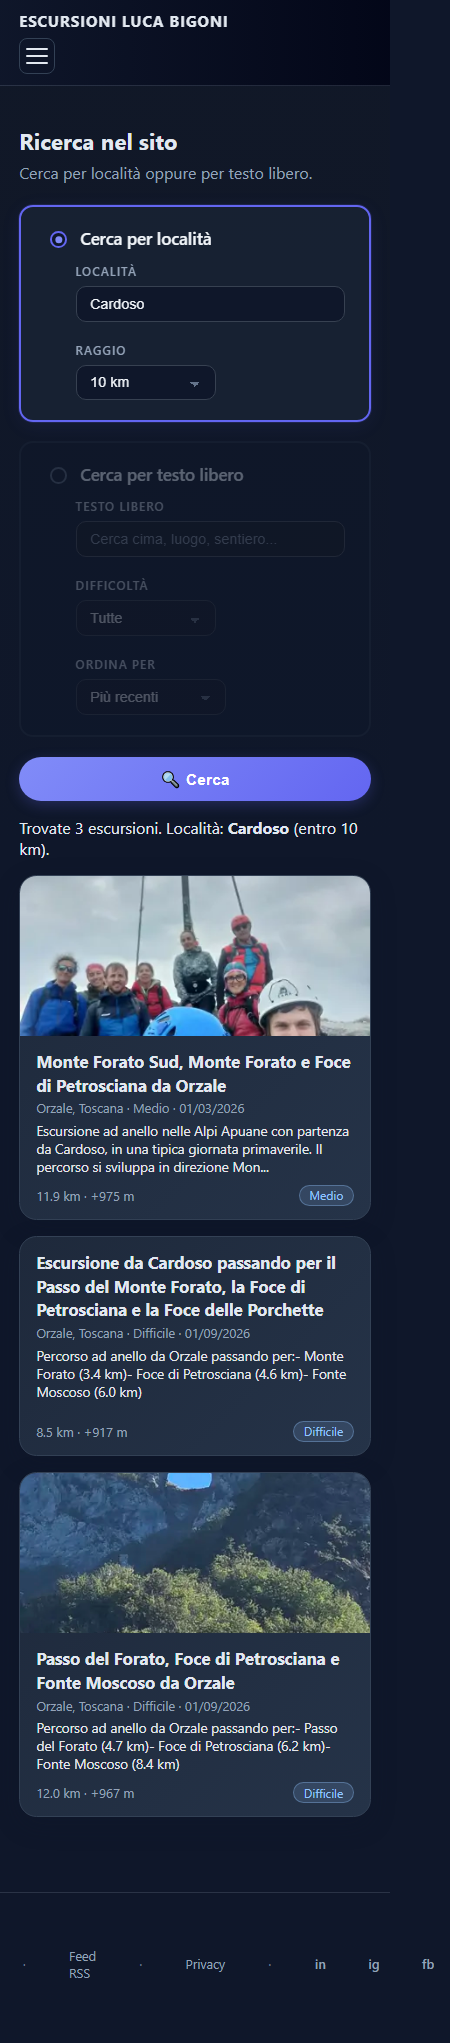 ESCURSIONI LUCA BIGONI
Ricerca nel sito
Cerca per località oppure per testo libero.
Cerca per località
LOCALITÀ
Cardoso
RAGGIO
10 km
Cerca per testo libero
TESTO LIBERO
Cerca cima, luogo, sentiero...
DIFFICOLTÀ
Tutte
ORDINA PER
Più recenti
🔍 Cerca
Trovate 3 escursioni. Località: Cardoso (entro 10
km).
Monte Forato Sud, Monte Forato e Foce
di Petrosciana da Orzale
Orzale, Toscana · Medio · 01/03/2026
Escursione ad anello nelle Alpi Apuane con partenza
da Cardoso, in una tipica giornata primaverile. Il
percorso si sviluppa in direzione Mon...
11.9 km · +975 m
Medio
Escursione da Cardoso passando per il
Passo del Monte Forato, la Foce di
Petrosciana e la Foce delle Porchette
Orzale, Toscana · Difficile · 01/09/2026
Percorso ad anello da Orzale passando per:- Monte
Forato (3.4 km)- Foce di Petrosciana (4.6 km)- Fonte
Moscoso (6.0 km)
8.5 km · +917 m
Difficile
Passo del Forato, Foce di Petrosciana e
Fonte Moscoso da Orzale
Orzale, Toscana · Difficile · 01/09/2026
Percorso ad anello da Orzale passando per:- Passo
del Forato (4.7 km)- Foce di Petrosciana (6.2 km)-
Fonte Moscoso (8.4 km)
12.0 km · +967 m
Difficile
· Feed
RSS
· Privacy · in ig fb